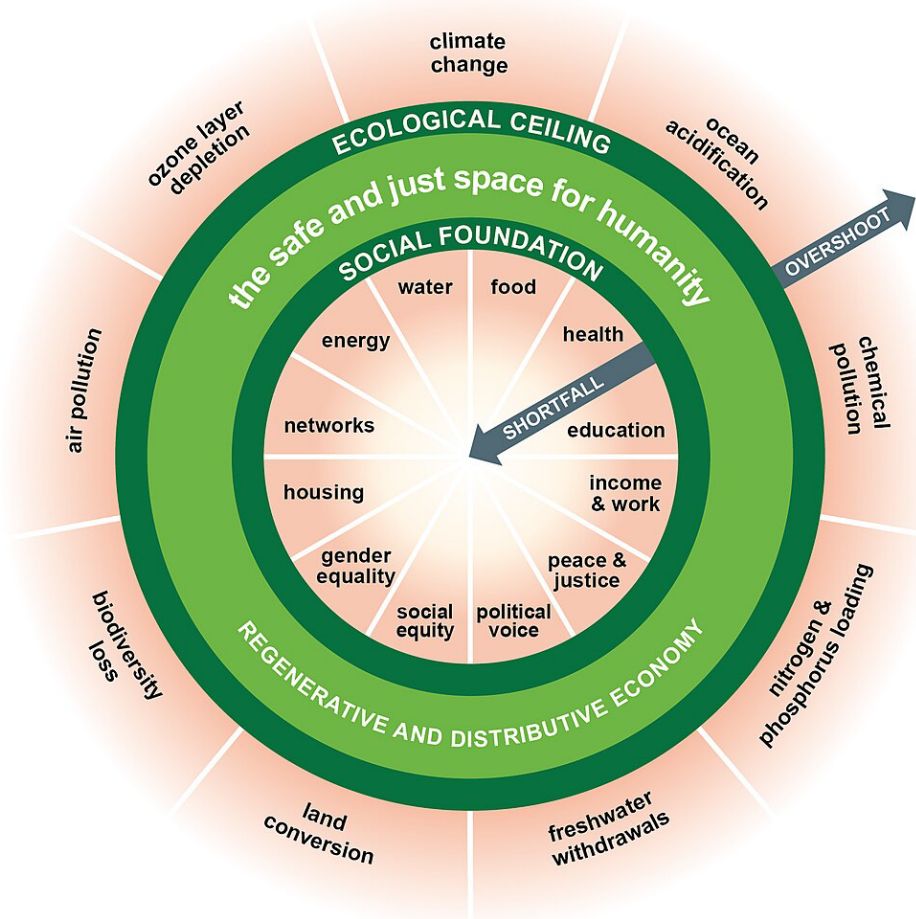 climate
change
ocean
acidification
chemical
pollution
nitrogen &
phosphorus loading
freshwater
withdrawals
land
conversion
biodiversity
loss
air pollution
ozone layer
depletion
OVERSHOOT
ECOLOGICAL CEILING
the safe and just space for humanity
SOCIAL FOUNDATION
water
food
health
SHORTFALL
education
income
& work
peace &
justice
political
voice
social
equity
gender
equality
housing
networks
energy
REGENERATIVE AND DISTRIBUTIVE ECONOMY